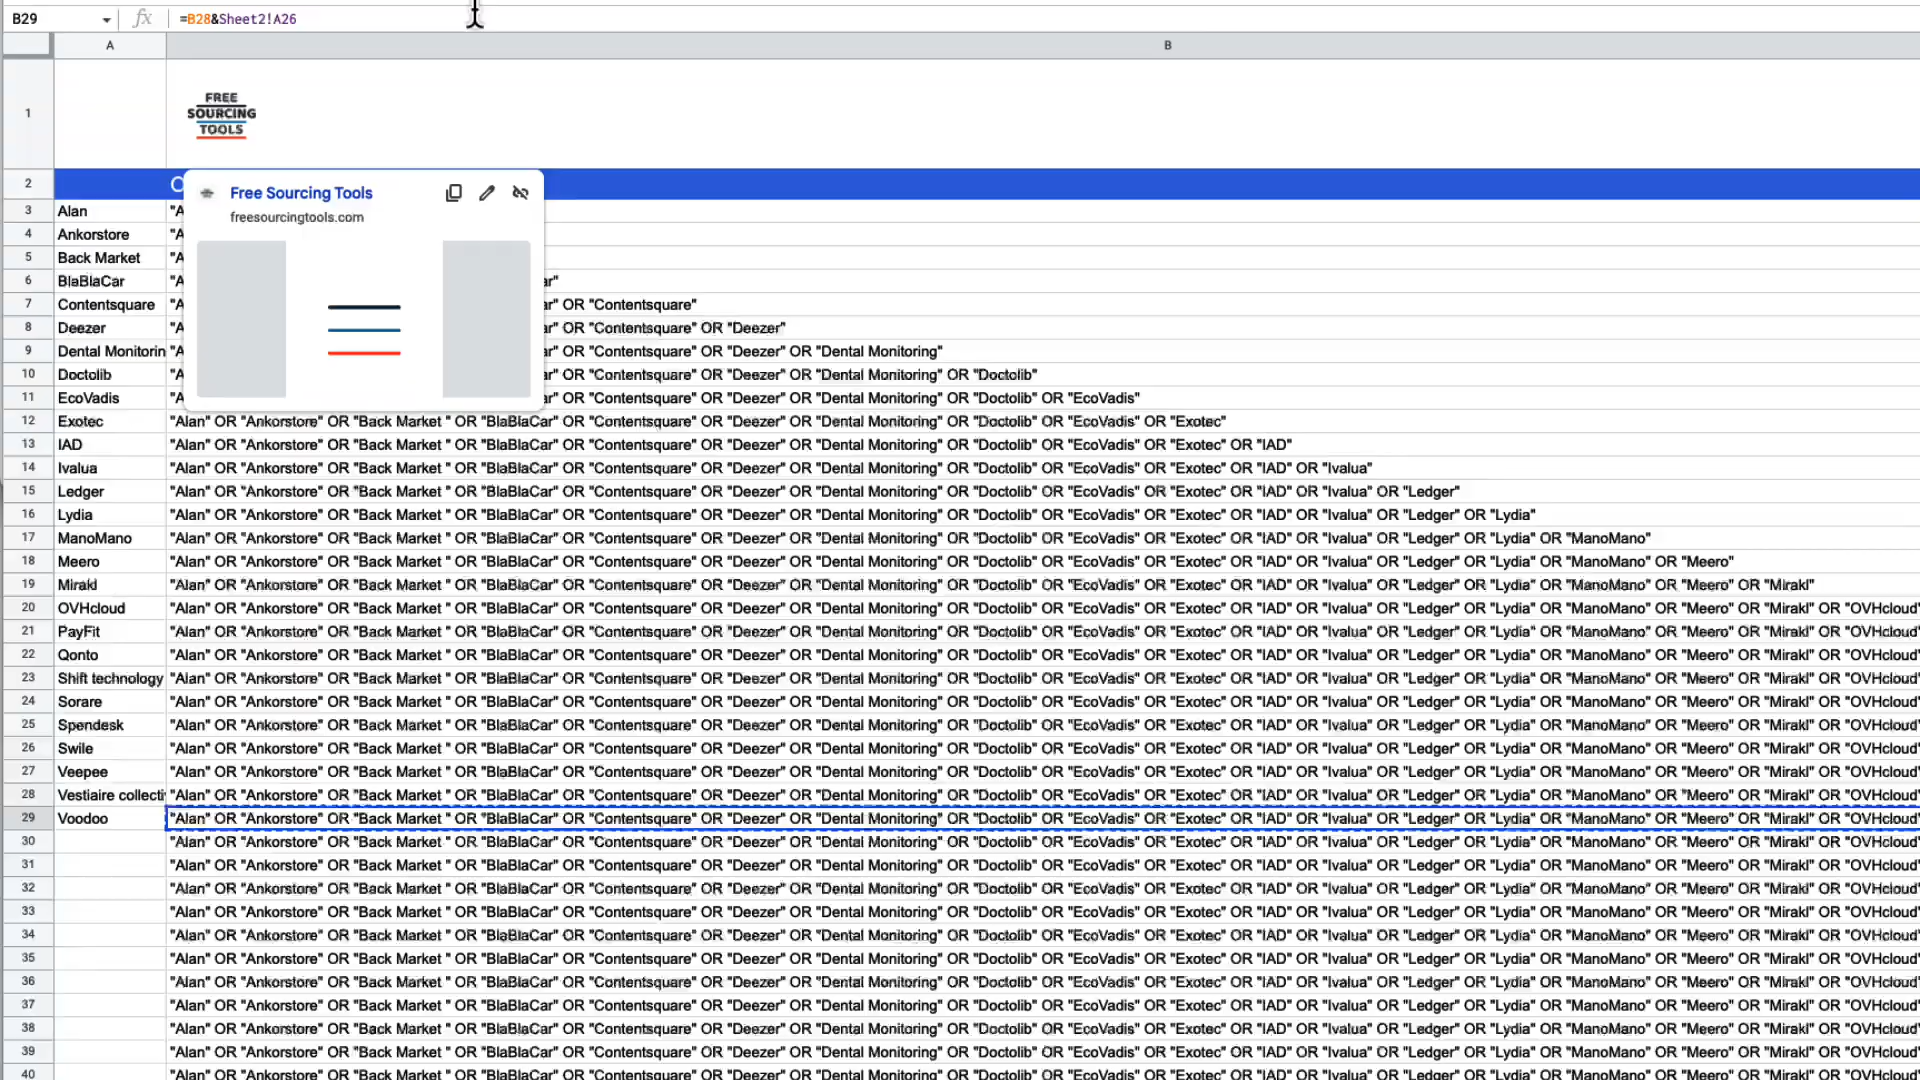 B29 fx =B28&Sheet2!A26
A B
1 FREE
SOURCING
TOOLS
2 O
Free Sourcing Tools
freesourcingtools.com
3 Alan "A
4 Ankorstore "A
5 Back Market "A
6 BlaBlaCar "A ar"
7 Contentsquare "A ar" OR "Contentsquare"
8 Deezer "A ar" OR "Contentsquare" OR "Deezer"
9 Dental Monitorin "A ar" OR "Contentsquare" OR "Deezer" OR "Dental Monitoring"
10 Doctolib "A ar" OR "Contentsquare" OR "Deezer" OR "Dental Monitoring" OR "Doctolib"
11 EcoVadis "A ar" OR "Contentsquare" OR "Deezer" OR "Dental Monitoring" OR "Doctolib" OR "EcoVadis"
12 Exotec "Alan" OR "Ankorstore" OR "Back Market " OR "BlaBlaCar" OR "Contentsquare" OR "Deezer" OR "Dental Monitoring" OR "Doctolib" OR "EcoVadis" OR "Exotec"
13 IAD "Alan" OR "Ankorstore" OR "Back Market " OR "BlaBlaCar" OR "Contentsquare" OR "Deezer" OR "Dental Monitoring" OR "Doctolib" OR "EcoVadis" OR "Exotec" OR "IAD"
14 Ivalua "Alan" OR "Ankorstore" OR "Back Market " OR "BlaBlaCar" OR "Contentsquare" OR "Deezer" OR "Dental Monitoring" OR "Doctolib" OR "EcoVadis" OR "Exotec" OR "IAD" OR "Ivalua"
15 Ledger "Alan" OR "Ankorstore" OR "Back Market " OR "BlaBlaCar" OR "Contentsquare" OR "Deezer" OR "Dental Monitoring" OR "Doctolib" OR "EcoVadis" OR "Exotec" OR "IAD" OR "Ivalua" OR "Ledger"
16 Lydia "Alan" OR "Ankorstore" OR "Back Market " OR "BlaBlaCar" OR "Contentsquare" OR "Deezer" OR "Dental Monitoring" OR "Doctolib" OR "EcoVadis" OR "Exotec" OR "IAD" OR "Ivalua" OR "Ledger" OR "Lydia"
17 ManoMano "Alan" OR "Ankorstore" OR "Back Market " OR "BlaBlaCar" OR "Contentsquare" OR "Deezer" OR "Dental Monitoring" OR "Doctolib" OR "EcoVadis" OR "Exotec" OR "IAD" OR "Ivalua" OR "Ledger" OR "Lydia" OR "ManoMano"
18 Meero "Alan" OR "Ankorstore" OR "Back Market " OR "BlaBlaCar" OR "Contentsquare" OR "Deezer" OR "Dental Monitoring" OR "Doctolib" OR "EcoVadis" OR "Exotec" OR "IAD" OR "Ivalua" OR "Ledger" OR "Lydia" OR "ManoMano" OR "Meero"
19 Mirakl "Alan" OR "Ankorstore" OR "Back Market " OR "BlaBlaCar" OR "Contentsquare" OR "Deezer" OR "Dental Monitoring" OR "Doctolib" OR "EcoVadis" OR "Exotec" OR "IAD" OR "Ivalua" OR "Ledger" OR "Lydia" OR "ManoMano" OR "Meero" OR "Mirakl"
20 OVHcloud "Alan" OR "Ankorstore" OR "Back Market " OR "BlaBlaCar" OR "Contentsquare" OR "Deezer" OR "Dental Monitoring" OR "Doctolib" OR "EcoVadis" OR "Exotec" OR "IAD" OR "Ivalua" OR "Ledger" OR "Lydia" OR "ManoMano" OR "Meero" OR "Mirakl" OR "OVHcloud"
21 PayFit "Alan" OR "Ankorstore" OR "Back Market " OR "BlaBlaCar" OR "Contentsquare" OR "Deezer" OR "Dental Monitoring" OR "Doctolib" OR "EcoVadis" OR "Exotec" OR "IAD" OR "Ivalua" OR "Ledger" OR "Lydia" OR "ManoMano" OR "Meero" OR "Mirakl" OR "OVHcloud"
22 Qonto "Alan" OR "Ankorstore" OR "Back Market " OR "BlaBlaCar" OR "Contentsquare" OR "Deezer" OR "Dental Monitoring" OR "Doctolib" OR "EcoVadis" OR "Exotec" OR "IAD" OR "Ivalua" OR "Ledger" OR "Lydia" OR "ManoMano" OR "Meero" OR "Mirakl" OR "OVHcloud"
23 Shift technology "Alan" OR "Ankorstore" OR "Back Market " OR "BlaBlaCar" OR "Contentsquare" OR "Deezer" OR "Dental Monitoring" OR "Doctolib" OR "EcoVadis" OR "Exotec" OR "IAD" OR "Ivalua" OR "Ledger" OR "Lydia" OR "ManoMano" OR "Meero" OR "Mirakl" OR "OVHcloud"
24 Sorare "Alan" OR "Ankorstore" OR "Back Market " OR "BlaBlaCar" OR "Contentsquare" OR "Deezer" OR "Dental Monitoring" OR "Doctolib" OR "EcoVadis" OR "Exotec" OR "IAD" OR "Ivalua" OR "Ledger" OR "Lydia" OR "ManoMano" OR "Meero" OR "Mirakl" OR "OVHcloud"
25 Spendesk "Alan" OR "Ankorstore" OR "Back Market " OR "BlaBlaCar" OR "Contentsquare" OR "Deezer" OR "Dental Monitoring" OR "Doctolib" OR "EcoVadis" OR "Exotec" OR "IAD" OR "Ivalua" OR "Ledger" OR "Lydia" OR "ManoMano" OR "Meero" OR "Mirakl" OR "OVHcloud"
26 Swile "Alan" OR "Ankorstore" OR "Back Market " OR "BlaBlaCar" OR "Contentsquare" OR "Deezer" OR "Dental Monitoring" OR "Doctolib" OR "EcoVadis" OR "Exotec" OR "IAD" OR "Ivalua" OR "Ledger" OR "Lydia" OR "ManoMano" OR "Meero" OR "Mirakl" OR "OVHcloud"
27 Veepee "Alan" OR "Ankorstore" OR "Back Market " OR "BlaBlaCar" OR "Contentsquare" OR "Deezer" OR "Dental Monitoring" OR "Doctolib" OR "EcoVadis" OR "Exotec" OR "IAD" OR "Ivalua" OR "Ledger" OR "Lydia" OR "ManoMano" OR "Meero" OR "Mirakl" OR "OVHcloud"
28 Vestiaire collecti "Alan" OR "Ankorstore" OR "Back Market " OR "BlaBlaCar" OR "Contentsquare" OR "Deezer" OR "Dental Monitoring" OR "Doctolib" OR "EcoVadis" OR "Exotec" OR "IAD" OR "Ivalua" OR "Ledger" OR "Lydia" OR "ManoMano" OR "Meero" OR "Mirakl" OR "OVHcloud"
29 Voodoo "Alan" OR "Ankorstore" OR "Back Market " OR "BlaBlaCar" OR "Contentsquare" OR "Deezer" OR "Dental Monitoring" OR "Doctolib" OR "EcoVadis" OR "Exotec" OR "IAD" OR "Ivalua" OR "Ledger" OR "Lydia" OR "ManoMano" OR "Meero" OR "Mirakl" OR "OVHcloud"
30 "Alan" OR "Ankorstore" OR "Back Market " OR "BlaBlaCar" OR "Contentsquare" OR "Deezer" OR "Dental Monitoring" OR "Doctolib" OR "EcoVadis" OR "Exotec" OR "IAD" OR "Ivalua" OR "Ledger" OR "Lydia" OR "ManoMano" OR "Meero" OR "Mirakl" OR "OVHcloud"
31 "Alan" OR "Ankorstore" OR "Back Market " OR "BlaBlaCar" OR "Contentsquare" OR "Deezer" OR "Dental Monitoring" OR "Doctolib" OR "EcoVadis" OR "Exotec" OR "IAD" OR "Ivalua" OR "Ledger" OR "Lydia" OR "ManoMano" OR "Meero" OR "Mirakl" OR "OVHcloud"
32 "Alan" OR "Ankorstore" OR "Back Market " OR "BlaBlaCar" OR "Contentsquare" OR "Deezer" OR "Dental Monitoring" OR "Doctolib" OR "EcoVadis" OR "Exotec" OR "IAD" OR "Ivalua" OR "Ledger" OR "Lydia" OR "ManoMano" OR "Meero" OR "Mirakl" OR "OVHcloud"
33 "Alan" OR "Ankorstore" OR "Back Market " OR "BlaBlaCar" OR "Contentsquare" OR "Deezer" OR "Dental Monitoring" OR "Doctolib" OR "EcoVadis" OR "Exotec" OR "IAD" OR "Ivalua" OR "Ledger" OR "Lydia" OR "ManoMano" OR "Meero" OR "Mirakl" OR "OVHcloud"
34 "Alan" OR "Ankorstore" OR "Back Market " OR "BlaBlaCar" OR "Contentsquare" OR "Deezer" OR "Dental Monitoring" OR "Doctolib" OR "EcoVadis" OR "Exotec" OR "IAD" OR "Ivalua" OR "Ledger" OR "Lydia" OR "ManoMano" OR "Meero" OR "Mirakl" OR "OVHcloud"
35 "Alan" OR "Ankorstore" OR "Back Market " OR "BlaBlaCar" OR "Contentsquare" OR "Deezer" OR "Dental Monitoring" OR "Doctolib" OR "EcoVadis" OR "Exotec" OR "IAD" OR "Ivalua" OR "Ledger" OR "Lydia" OR "ManoMano" OR "Meero" OR "Mirakl" OR "OVHcloud"
36 "Alan" OR "Ankorstore" OR "Back Market " OR "BlaBlaCar" OR "Contentsquare" OR "Deezer" OR "Dental Monitoring" OR "Doctolib" OR "EcoVadis" OR "Exotec" OR "IAD" OR "Ivalua" OR "Ledger" OR "Lydia" OR "ManoMano" OR "Meero" OR "Mirakl" OR "OVHcloud"
37 "Alan" OR "Ankorstore" OR "Back Market " OR "BlaBlaCar" OR "Contentsquare" OR "Deezer" OR "Dental Monitoring" OR "Doctolib" OR "EcoVadis" OR "Exotec" OR "IAD" OR "Ivalua" OR "Ledger" OR "Lydia" OR "ManoMano" OR "Meero" OR "Mirakl" OR "OVHcloud"
38 "Alan" OR "Ankorstore" OR "Back Market " OR "BlaBlaCar" OR "Contentsquare" OR "Deezer" OR "Dental Monitoring" OR "Doctolib" OR "EcoVadis" OR "Exotec" OR "IAD" OR "Ivalua" OR "Ledger" OR "Lydia" OR "ManoMano" OR "Meero" OR "Mirakl" OR "OVHcloud"
39 "Alan" OR "Ankorstore" OR "Back Market " OR "BlaBlaCar" OR "Contentsquare" OR "Deezer" OR "Dental Monitoring" OR "Doctolib" OR "EcoVadis" OR "Exotec" OR "IAD" OR "Ivalua" OR "Ledger" OR "Lydia" OR "ManoMano" OR "Meero" OR "Mirakl" OR "OVHcloud"
40 "Alan" OR "Ankorstore" OR "Back Market " OR "BlaBlaCar" OR "Contentsquare" OR "Deezer" OR "Dental Monitoring" OR "Doctolib" OR "EcoVadis" OR "Exotec" OR "IAD" OR "Ivalua" OR "Ledger" OR "Lydia" OR "ManoMano" OR "Meero" OR "Mirakl" OR "OVHcloud"